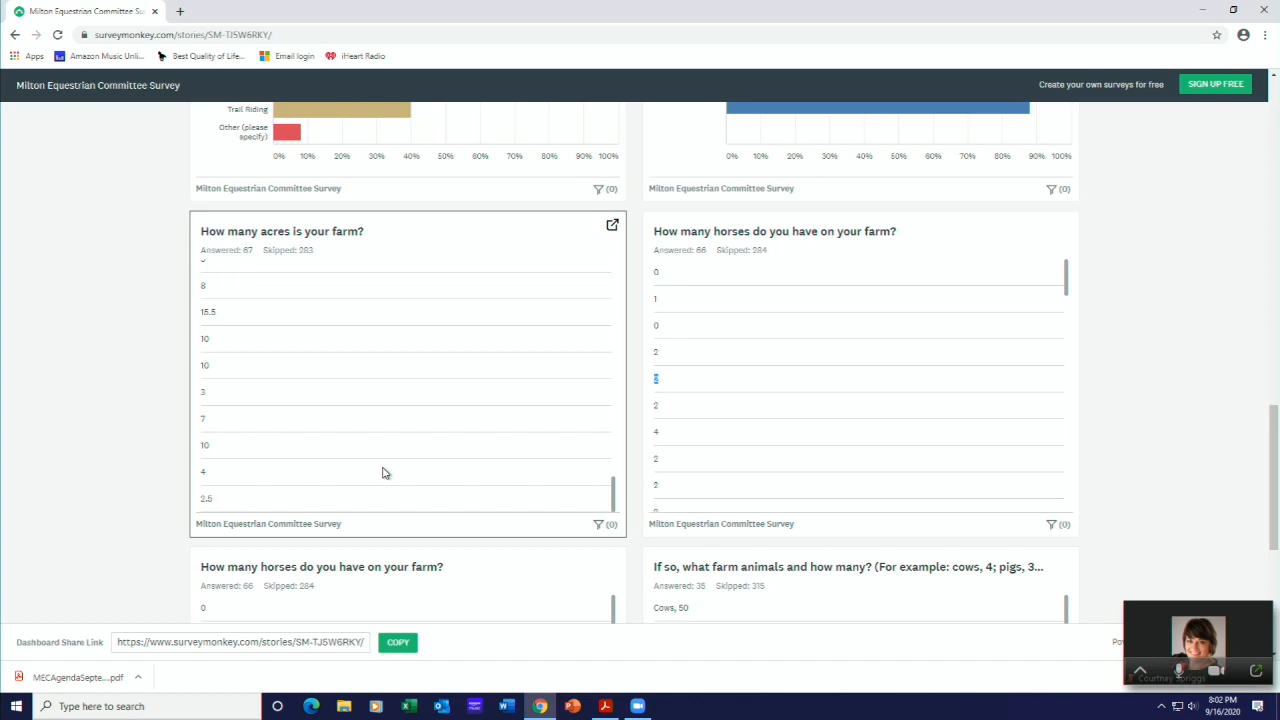 Milton Equestrian Committee Su
surveymonkey.com/stories/SM-TJ5W6RKY/
Apps
Amazon Music Unli...
Best Quality of Life...
Email login
iHeart Radio
Milton Equestrian Committee Survey
Create your own surveys for free
SIGN UP FREE
Trail Riding
Other (please
specify)
0% 10% 20% 30% 40% 50% 60% 70% 80% 90% 100%
0% 10% 20% 30% 40% 50% 60% 70% 80% 90% 100%
Milton Equestrian Committee Survey
(0)
Milton Equestrian Committee Survey
(0)
How many acres is your farm?
Answered: 67 Skipped: 283
8
15.5
10
10
3
7
10
4
2.5
Milton Equestrian Committee Survey
(0)
How many horses do you have on your farm?
Answered: 66 Skipped: 284
0
1
0
2
2
4
2
2
Milton Equestrian Committee Survey
(0)
How many horses do you have on your farm?
Answered: 66 Skipped: 284
0
If so, what farm animals and how many? (For example: cows, 4; pigs, 3...
Answered: 35 Skipped: 315
Cows, 50
Dashboard Share Link
https://www.surveymonkey.com/stories/SM-TJ5W6RKY/
COPY
Courtney Spriggs
MECAgendaSepte....pdf
Type here to search
8:02 PM
9/16/2020